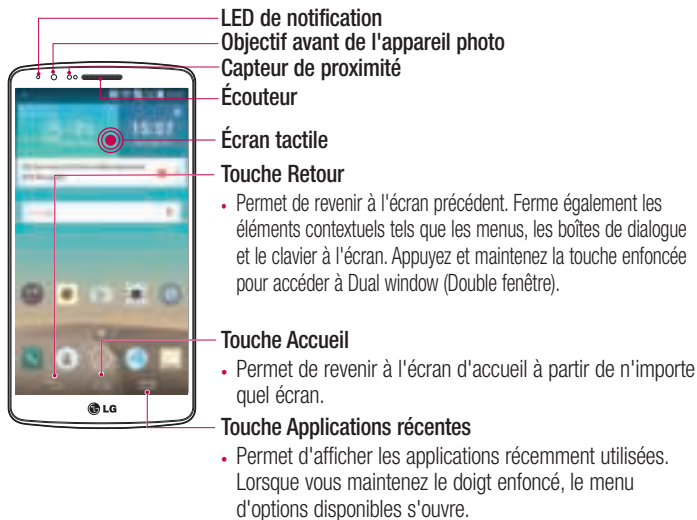 LED de notification
Objectif avant de l'appareil photo
Capteur de proximité
Écouteur
Écran tactile
Touche Retour
• Permet de revenir à l'écran précédent. Ferme également les
éléments contextuels tels que les menus, les boîtes de dialogue
et le clavier à l'écran. Appuyez et maintenez la touche enfoncée
pour accéder à Dual window (Double fenêtre).
Touche Accueil
• Permet de revenir à l'écran d'accueil à partir de n'importe
quel écran.
Touche Applications récentes
• Permet d'afficher les applications récemment utilisées.
Lorsque vous maintenez le doigt enfoncé, le menu
d'options disponibles s'ouvre.
LG